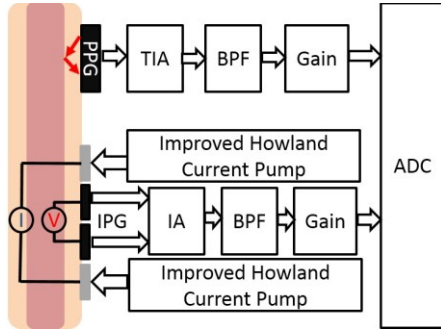 PPG
TIA
BPF
Gain
ADC
Improved Howland
Current Pump
I
V
IPG
IA
BPF
Gain
Improved Howland
Current Pump